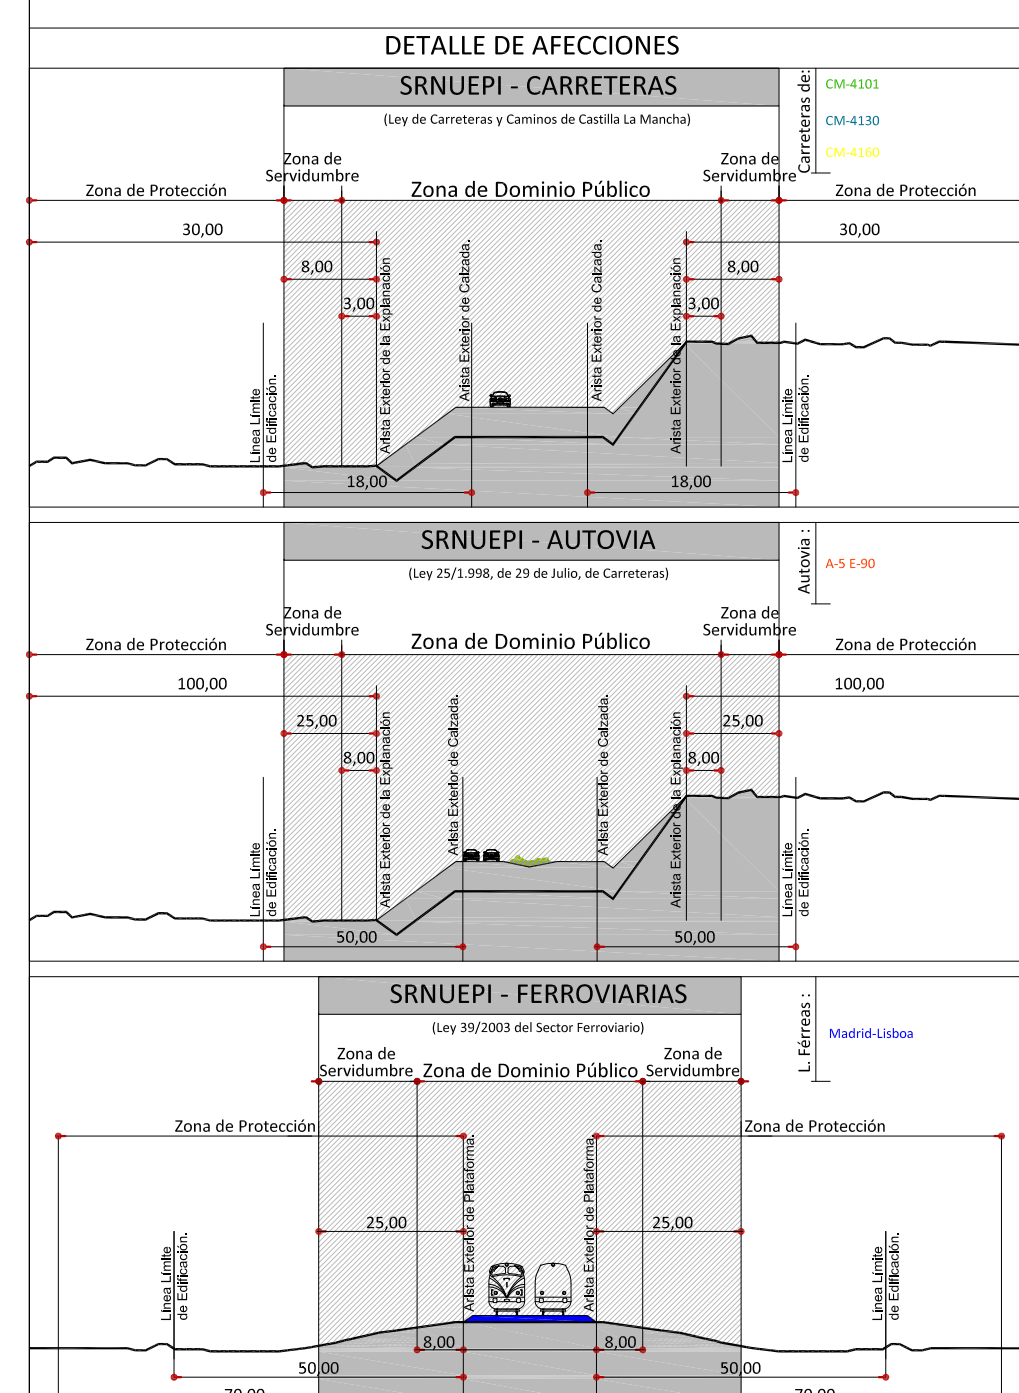 DETALLE DE AFECCIONES
SRNUEPI - CARRETERAS
(Ley de Carreteras y Caminos de Castilla La Mancha)
Carreteras de:
CM-4101
CM-4130
CM-4160
Zona de Protección
Zona de
Servidumbre
Zona de Dominio Público
Zona de
Servidumbre
Zona de Protección
30,00
30,00
8,00
8,00
3,00
3,00
Línea Límite
de Edificación.
Arista Exterior de la Explanación
Arista Exterior de Calzada.
Arista Exterior de Calzada.
Arista Exterior de la Explanación
Línea Límite
de Edificación.
18,00
18,00
SRNUEPI - AUTOVIA
(Ley 25/1.998, de 29 de Julio, de Carreteras)
Autovia :
A-5 E-90
Zona de Protección
Zona de
Servidumbre
Zona de Dominio Público
Zona de
Servidumbre
Zona de Protección
100,00
100,00
25,00
25,00
8,00
8,00
Línea Límite
de Edificación.
Arista Exterior de la Explanación
Arista Exterior de Calzada.
Arista Exterior de Calzada.
Arista Exterior de la Explanación
Línea Límite
de Edificación.
50,00
50,00
SRNUEPI - FERROVIARIAS
(Ley 39/2003 del Sector Ferroviario)
L. Férreas :
Madrid-Lisboa
Zona de
Servidumbre
Zona de Dominio Público
Zona de
Servidumbre
Zona de Protección
Zona de Protección
25,00
25,00
Línea Límite
de Edificación.
Arista Exterior de Plataforma.
Arista Exterior de Plataforma.
Línea Límite
de Edificación.
8,00
8,00
50,00
50,00
70,00
70,00